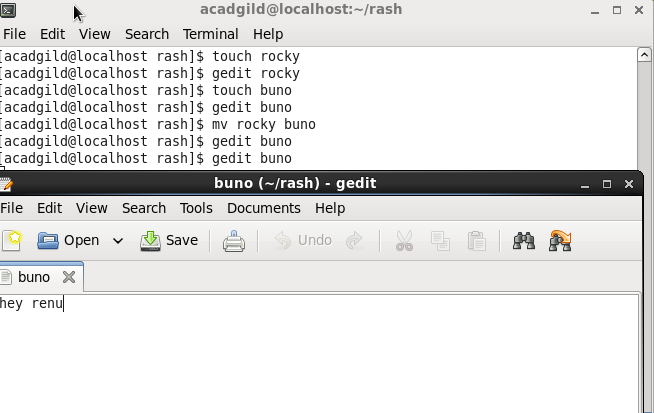 acadgild@localhost:~/rash
File Edit View Search Terminal Help
[acadgild@localhost rash]$ touch rocky
[acadgild@localhost rash]$ gedit rocky
[acadgild@localhost rash]$ touch buno
[acadgild@localhost rash]$ gedit buno
[acadgild@localhost rash]$ mv rocky buno
[acadgild@localhost rash]$ gedit buno
[acadgild@localhost rash]$ gedit buno
buno (~/rash) - gedit
File Edit View Search Tools Documents Help
Open Save Undo
buno
hey renu